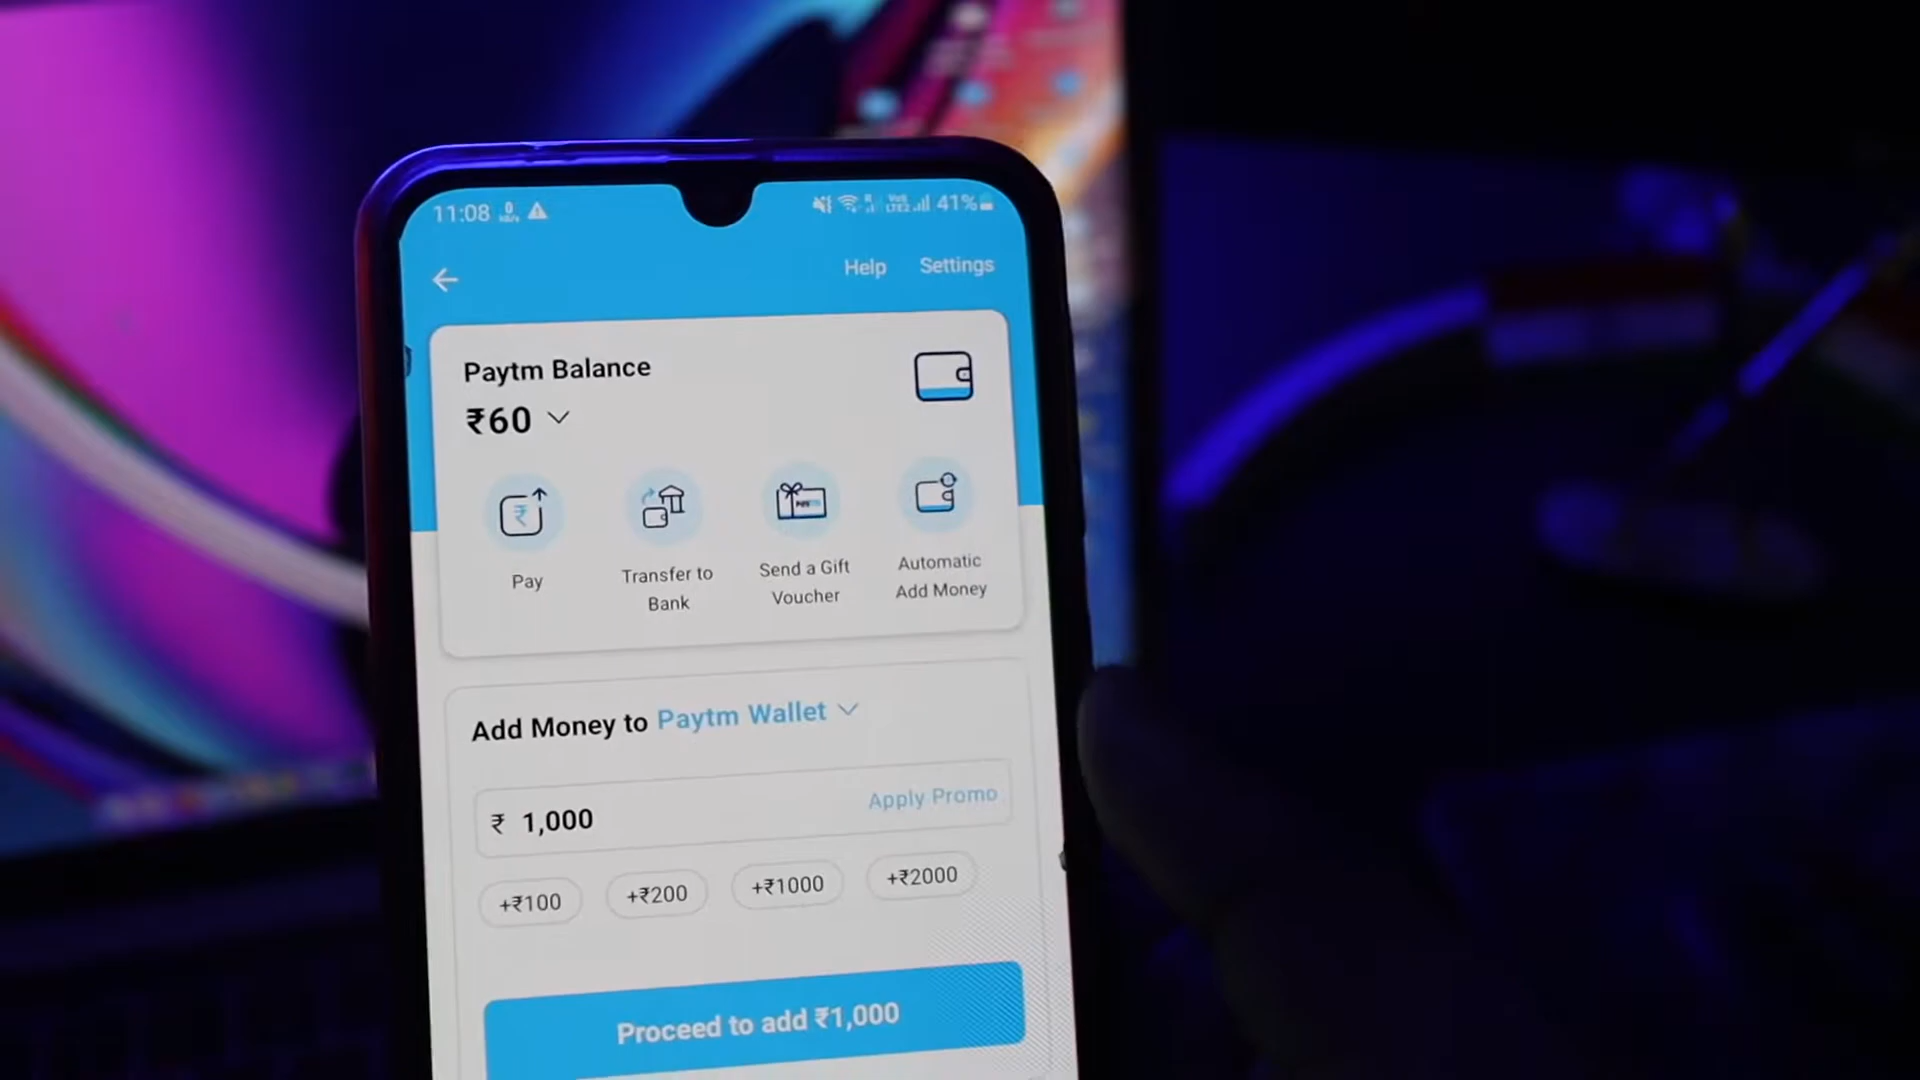 11:08
41%
Help Settings
Paytm Balance
₹60
Pay
Transfer to
Bank
Send a Gift
Voucher
Automatic
Add Money
Add Money to Paytm Wallet
₹ 1,000 Apply Promo
+₹100 +₹200 +₹1000 +₹2000
Proceed to add ₹1,000